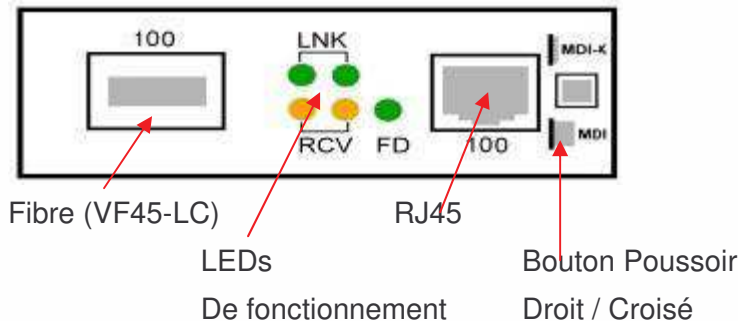 100
LNK
MDI-X
MDI
RCV
FD
100
Fibre (VF45-LC)
RJ45
LEDs
De fonctionnement
Bouton Poussoir
Droit / Croisé